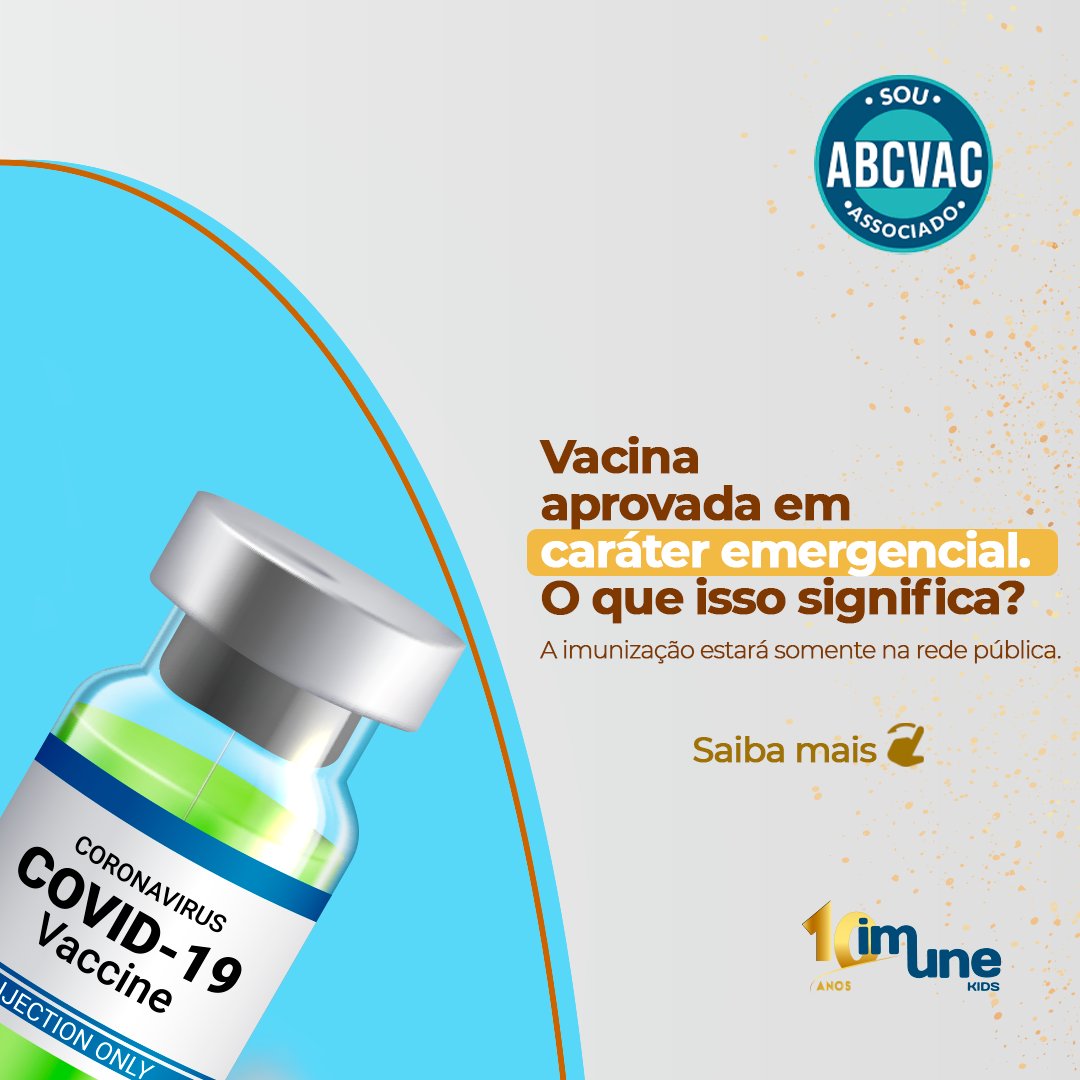 • SOU •
ABCVAC
• ASSOCIADO •
Vacina
aprovada em
caráter emergencial.
O que isso significa?
A imunização estará somente na rede pública.
Saiba mais
CORONAVIRUS
COVID-19
Vaccine
JECTION ONLY
10 imune
ANOS
KIDS